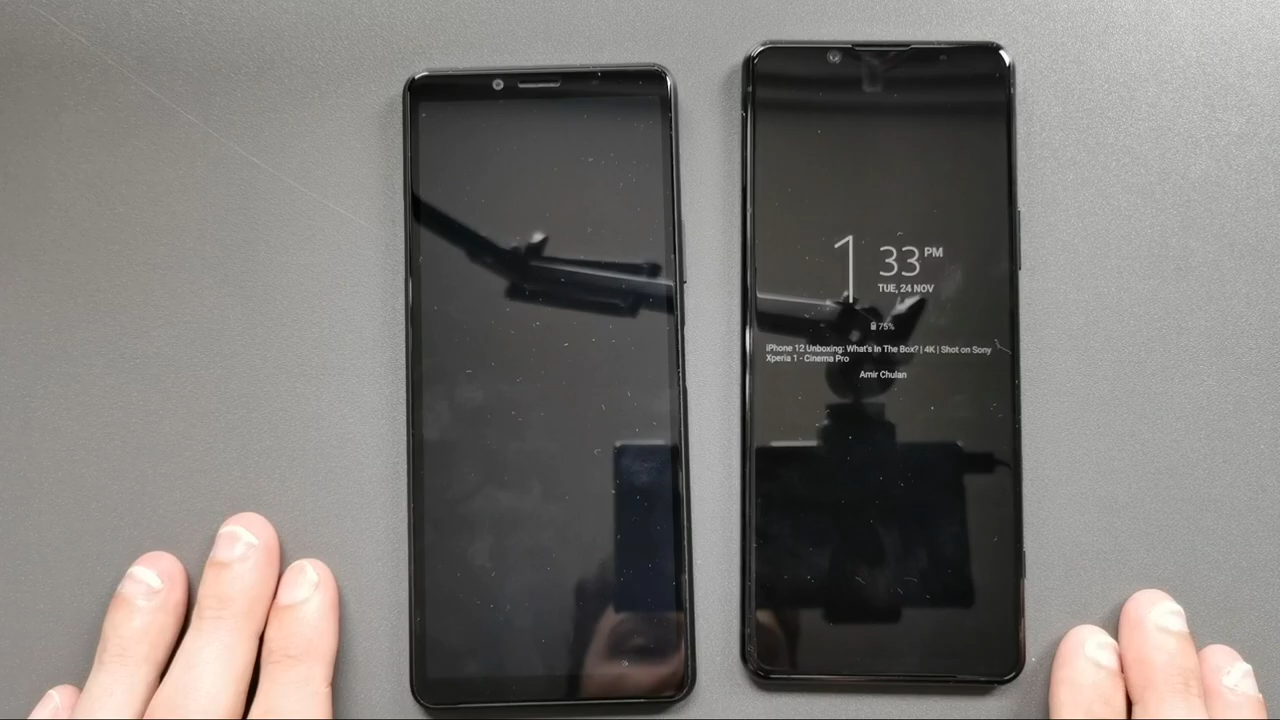 1 33 PM
TUE, 24 NOV
75%
iPhone 12 Unboxing: What's In The Box? | 4K | Shot on Sony
Xperia 1 - Cinema Pro
Amir Chulan